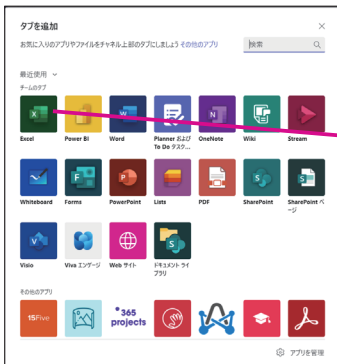 タブを追加
お気に入りのアプリやファイルをチャネル上部のタブにしましょう その他のアプリ
検索
最近使用
チームのタブ
Excel Power BI Word Planner および To Do タスク... OneNote Wiki Stream
Whiteboard Forms PowerPoint Lists PDF SharePoint SharePoint ページ
Visio Viva エンゲージ Web サイト ドキュメント ライブラリ
その他のアプリ
15Five
365 projects
アプリを管理